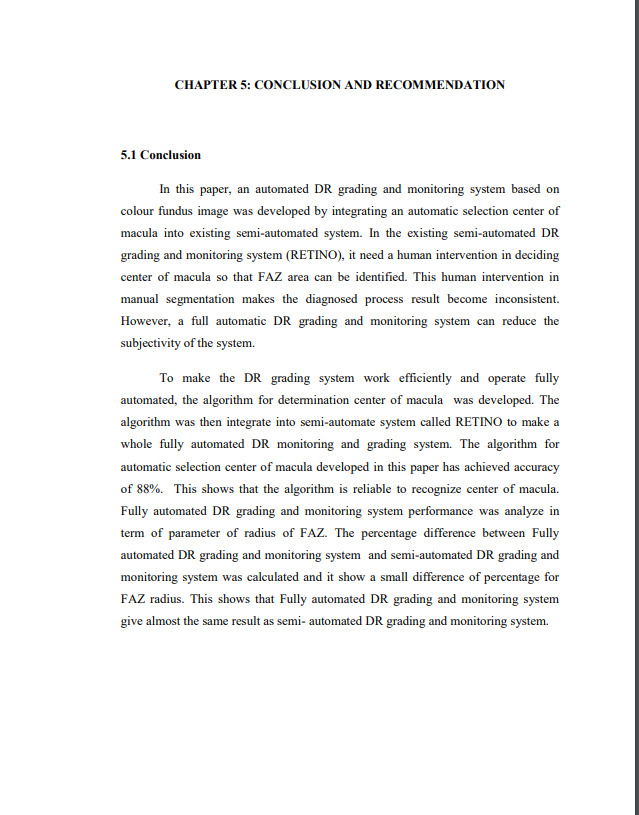 CHAPTER 5: CONCLUSION AND RECOMMENDATION
5.1 Conclusion
In this paper, an automated DR grading and monitoring system based on
colour fundus image was developed by integrating an automatic selection center of
macula into existing semi-automated system. In the existing semi-automated DR
grading and monitoring system (RETINO), it need a human intervention in deciding
center of macula so that FAZ area can be identified. This human intervention in
manual segmentation makes the diagnosed process result become inconsistent.
However, a full automatic DR grading and monitoring system can reduce the
subjectivity of the system.
To make the DR grading system work efficiently and operate fully
automated, the algorithm for determination center of macula was developed. The
algorithm was then integrate into semi-automate system called RETINO to make a
whole fully automated DR monitoring and grading system. The algorithm for
automatic selection center of macula developed in this paper has achieved accuracy
of 88%. This shows that the algorithm is reliable to recognize center of macula.
Fully automated DR grading and monitoring system performance was analyze in
term of parameter of radius of FAZ. The percentage difference between Fully
automated DR grading and monitoring system and semi-automated DR grading and
monitoring system was calculated and it show a small difference of percentage for
FAZ radius. This shows that Fully automated DR grading and monitoring system
give almost the same result as semi- automated DR grading and monitoring system.